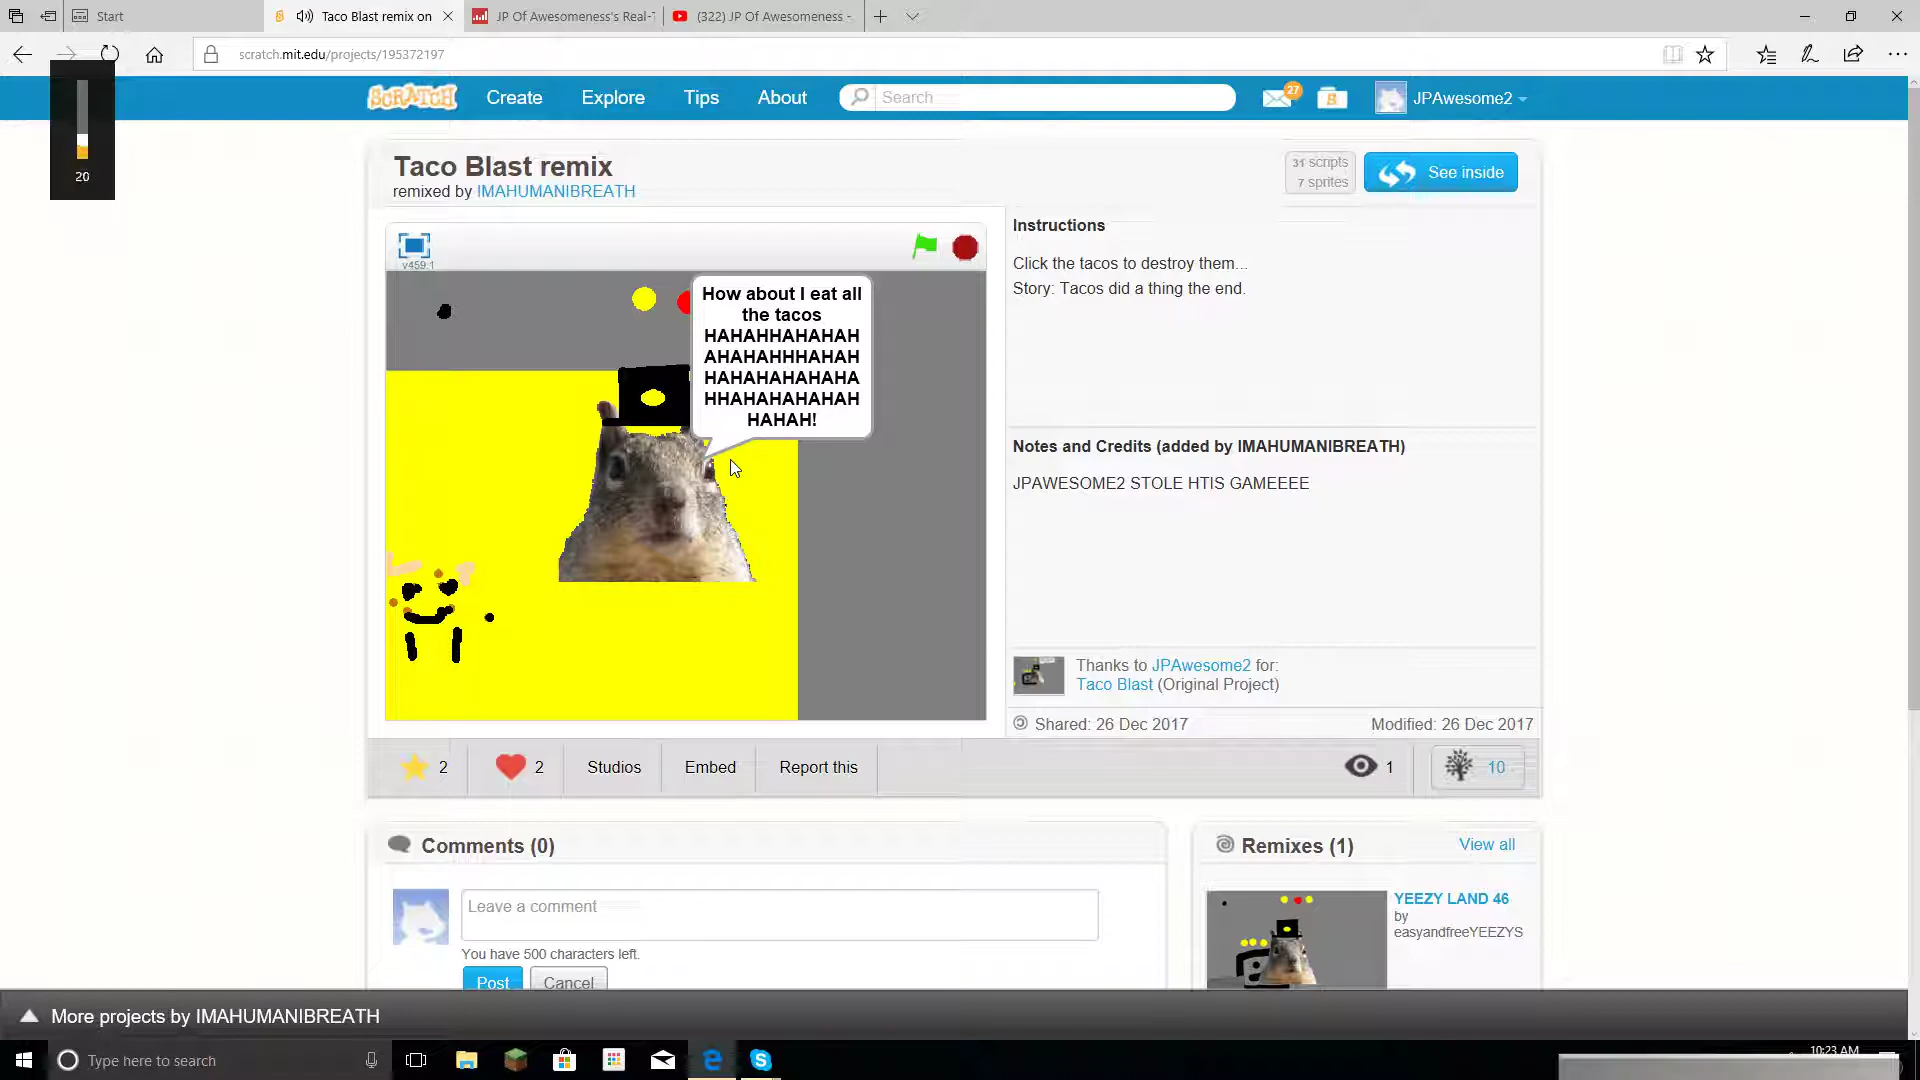 Start
Taco Blast remix on
JP Of Awesomeness's Real-T
(322) JP Of Awesomeness -
scratch.mit.edu/projects/195372197
20
SCRATCH
Create
Explore
Tips
About
Search
27
JPAwesome2
Taco Blast remix
remixed by IMAHUMANIBREATH
31 scripts
7 sprites
See inside
v459.1
How about I eat all
the tacos
HAHAHHAHAHAH
AHAHAHHHAHAH
HAHAHAHAHAHA
HHAHAHAHAHAH
HAHAH!
Instructions
Click the tacos to destroy them...
Story: Tacos did a thing the end.
Notes and Credits (added by IMAHUMANIBREATH)
JPAWESOME2 STOLE HTIS GAMEEEE
Thanks to JPAwesome2 for:
Taco Blast (Original Project)
Shared: 26 Dec 2017
Modified: 26 Dec 2017
2
2
Studios
Embed
Report this
1
10
Comments (0)
Leave a comment
You have 500 characters left.
Post
Cancel
Remixes (1)
View all
YEEZY LAND 46
by
easyandfreeYEEZYS
More projects by IMAHUMANIBREATH
Type here to search
10:23 AM